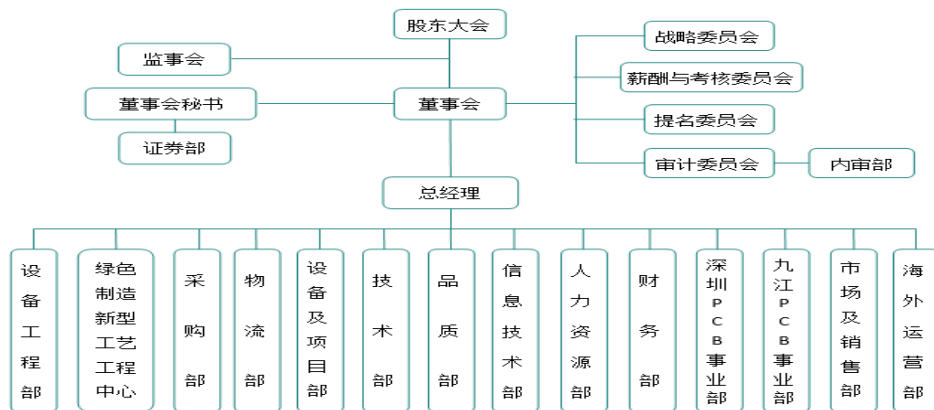 股东大会
监事会
董事会秘书
董事会
证券部
战略委员会
薪酬与考核委员会
提名委员会
审计委员会
内审部
总经理
设备工程部
绿色
制造
新型
工艺
工程
中心
采购部
物流部
设备及项目部
技术部
品质部
信息技术部
人力资源部
财务部
深圳PCB事业部
九江PCB事业部
市场及销售部
海外运营部